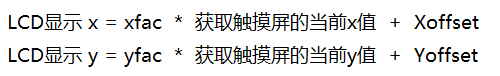 LCD显示 x = xfac * 获取触摸屏的当前x值 + Xoffset
LCD显示 y = yfac * 获取触摸屏的当前y值 + Yoffset